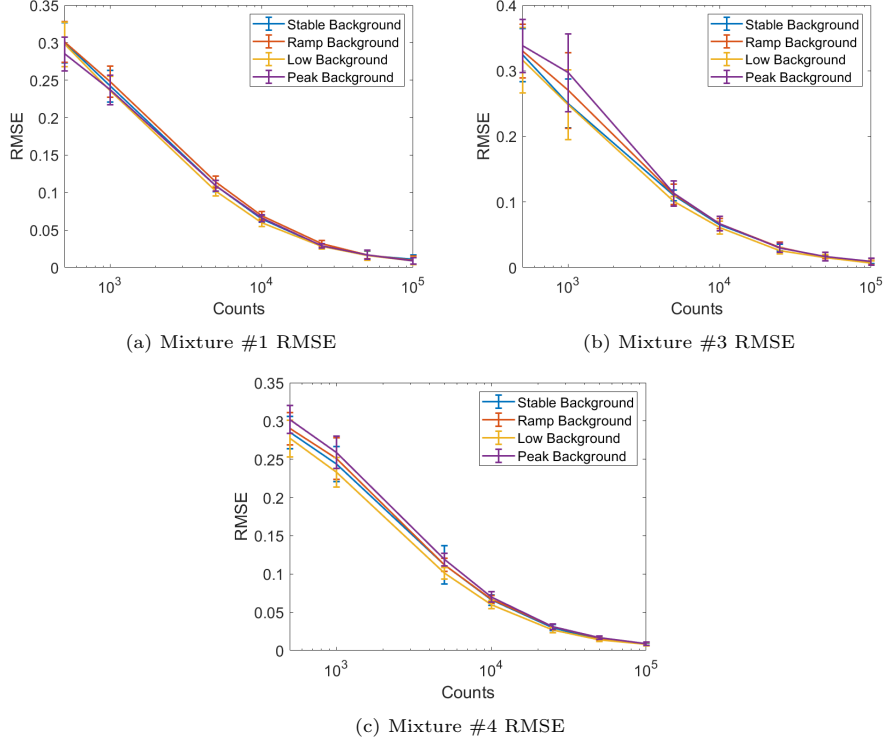 0.35
0.3
0.25
0.2
0.15
0.1
0.05
0
RMSE
Stable Background
Ramp Background
Low Background
Peak Background
10^3
10^4
10^5
Counts
(a) Mixture #1 RMSE
0.4
0.3
0.2
0.1
0
RMSE
Stable Background
Ramp Background
Low Background
Peak Background
10^3
10^4
10^5
Counts
(b) Mixture #3 RMSE
0.35
0.3
0.25
0.2
0.15
0.1
0.05
0
RMSE
Stable Background
Ramp Background
Low Background
Peak Background
10^3
10^4
10^5
Counts
(c) Mixture #4 RMSE